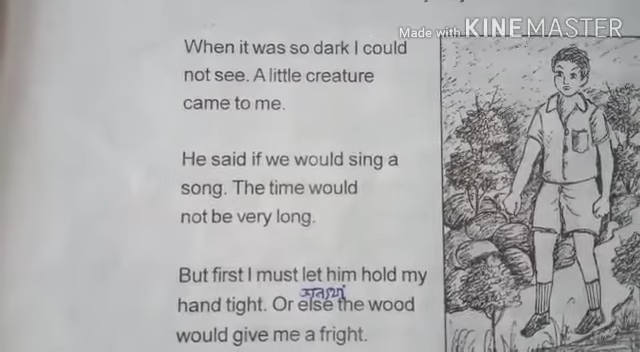 Made with KINEMASTER
When it was so dark I could
not see. A little creature
came to me.
He said if we would sing a
song. The time would
not be very long.
But first I must let him hold my
अन्यथा
hand tight. Or else the wood
would give me a fright.